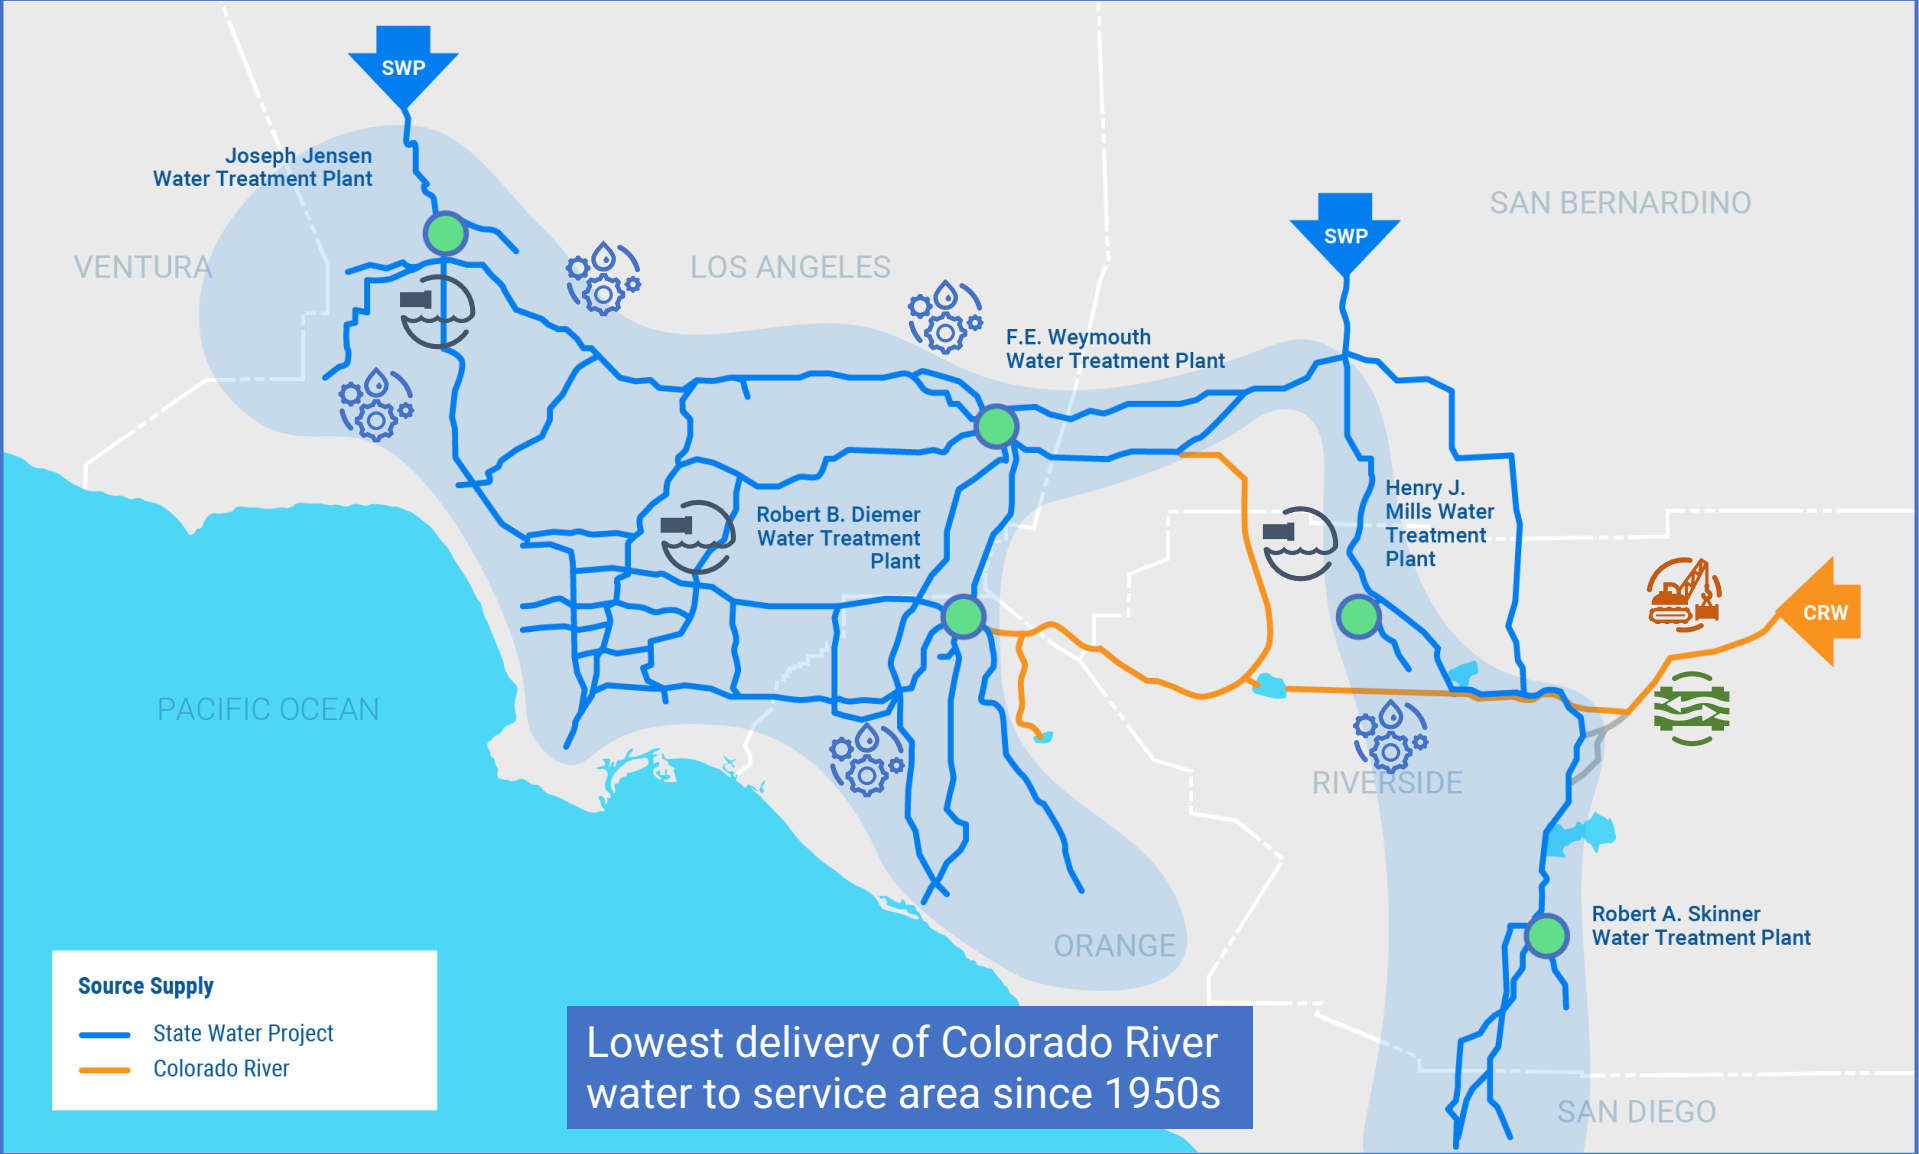 SWP
Joseph Jensen
Water Treatment Plant
SWP
SAN BERNARDINO
VENTURA
LOS ANGELES
F.E. Weymouth
Water Treatment Plant
Henry J.
Mills Water
Treatment
Plant
Robert B. Diemer
Water Treatment
Plant
CRW
PACIFIC OCEAN
RIVERSIDE
Robert A. Skinner
Water Treatment Plant
ORANGE
Source Supply
State Water Project
Colorado River
Lowest delivery of Colorado River
water to service area since 1950s
SAN DIEGO